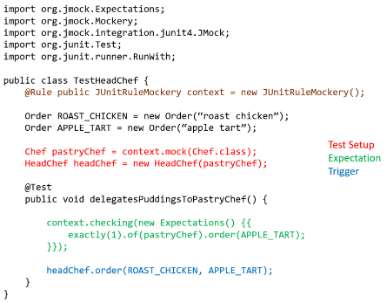 import org.jmock.Expectations;
import org.jmock.Mockery;
import org.jmock.integration.junit4.JMock;
import org.junit.Test;
import org.junit.runner.RunWith;

public class TestHeadChef {
    @Rule public JUnitRuleMockery context = new JUnitRuleMockery();

    Order ROAST_CHICKEN = new Order(“roast chicken”);
    Order APPLE_TART = new Order(“apple tart”);

    Chef pastryChef = context.mock(Chef.class);
    HeadChef headChef = new HeadChef(pastryChef);

    @Test
    public void delegatesPuddingsToPastryChef() {

        context.checking(new Expectations() {{
            exactly(1).of(pastryChef).order(APPLE_TART);
        }});

        headChef.order(ROAST_CHICKEN, APPLE_TART);
    }
}
Test Setup
Expectation
Trigger